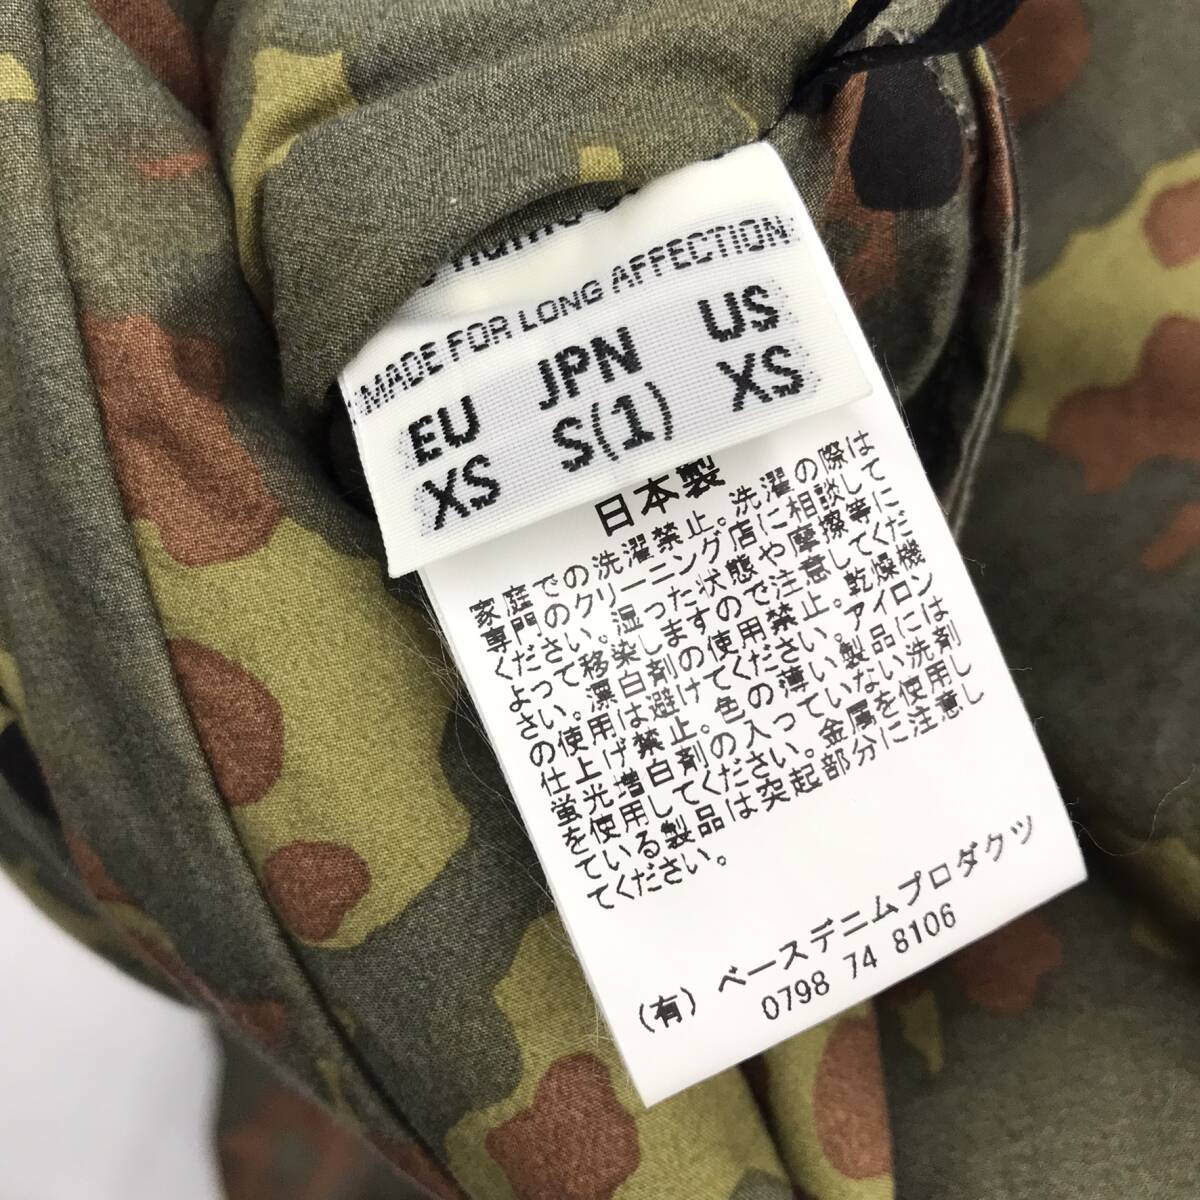 MADE FOR LONG AFFECTION
EU JPN US
XS S(1) XS
日本製
家庭での洗濯禁止。洗濯の際は
専門のクリーニング店に相談して
ください。湿った状態や摩擦等に
よって移染しますので注意してくだ
さい。漂白剤の使用禁止。乾燥機
の使用は避けてください。アイロン
仕上げ禁止。色の薄い製品には
蛍光増白剤の入っていない洗剤
を使用してください。金属を使用し
ている製品は突起部分に注意し
てください。
(有) ベースデニムプロダクツ
0798 74 8106